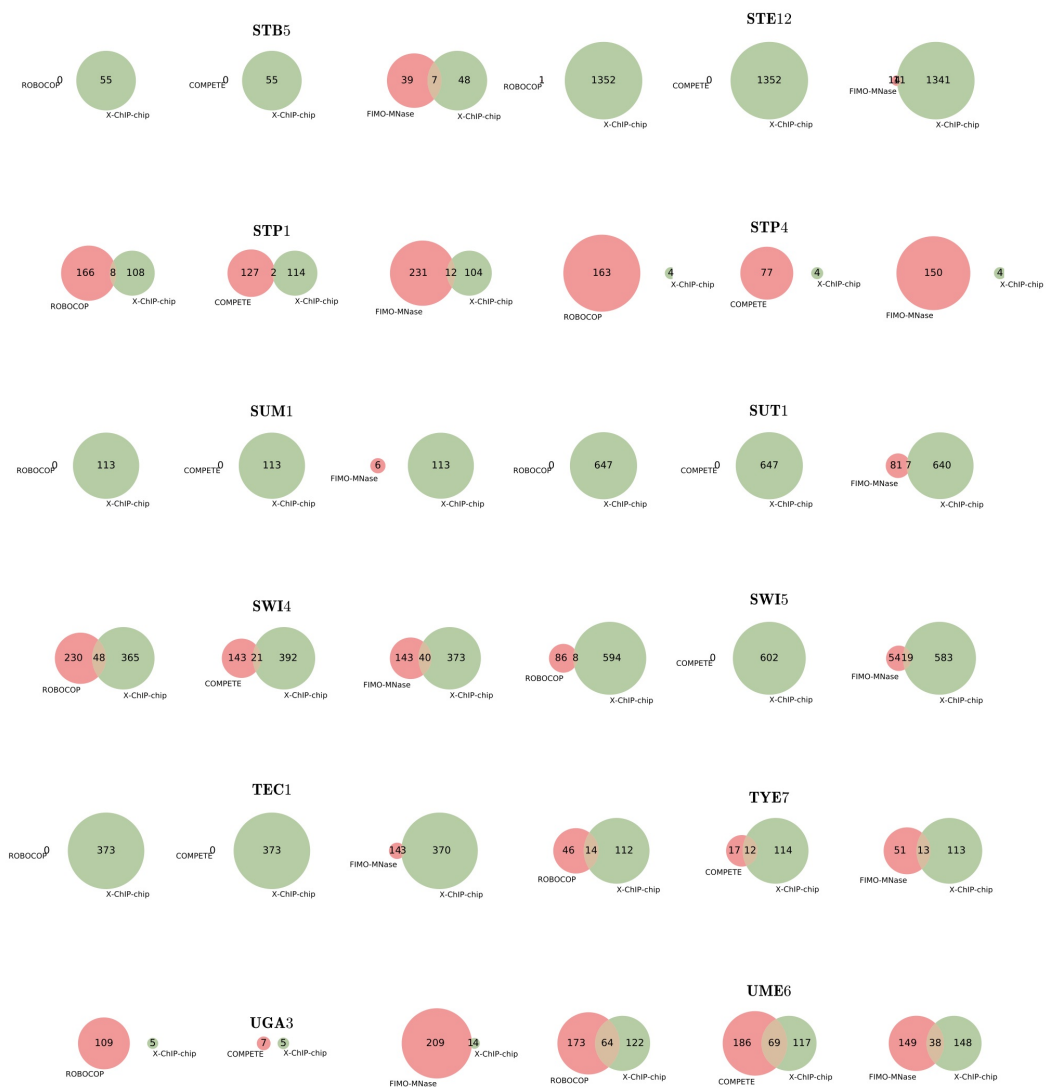 STB5
STE12
ROBOCOP 0 55 X-ChIP-chip
COMPETE 0 55 X-ChIP-chip
FIMO-MNase 39 7 48 X-ChIP-chip
ROBOCOP 1 1352 X-ChIP-chip
COMPETE 0 1352 X-ChIP-chip
FIMO-MNase 1341 X-ChIP-chip
STP1
STP4
ROBOCOP 166 8 108 X-ChIP-chip
COMPETE 127 2 114 X-ChIP-chip
FIMO-MNase 231 12 104 X-ChIP-chip
ROBOCOP 163 4 X-ChIP-chip
COMPETE 77 4 X-ChIP-chip
FIMO-MNase 150 4 X-ChIP-chip
SUM1
SUT1
ROBOCOP 0 113 X-ChIP-chip
COMPETE 0 113 X-ChIP-chip
FIMO-MNase 6 113 X-ChIP-chip
ROBOCOP 0 647 X-ChIP-chip
COMPETE 0 647 X-ChIP-chip
FIMO-MNase 81 7 640 X-ChIP-chip
SWI4
SWI5
ROBOCOP 230 48 365 X-ChIP-chip
COMPETE 143 21 392 X-ChIP-chip
FIMO-MNase 143 40 373 X-ChIP-chip
ROBOCOP 86 8 594 X-ChIP-chip
COMPETE 0 602 X-ChIP-chip
FIMO-MNase 54 19 583 X-ChIP-chip
TEC1
TYE7
ROBOCOP 0 373 X-ChIP-chip
COMPETE 0 373 X-ChIP-chip
FIMO-MNase 14 3 370 X-ChIP-chip
ROBOCOP 46 14 112 X-ChIP-chip
COMPETE 17 12 114 X-ChIP-chip
FIMO-MNase 51 13 113 X-ChIP-chip
UGA3
UME6
ROBOCOP 109 5 X-ChIP-chip
COMPETE 7 5 X-ChIP-chip
FIMO-MNase 209 1 4 X-ChIP-chip
ROBOCOP 173 64 122 X-ChIP-chip
COMPETE 186 69 117 X-ChIP-chip
FIMO-MNase 149 38 148 X-ChIP-chip